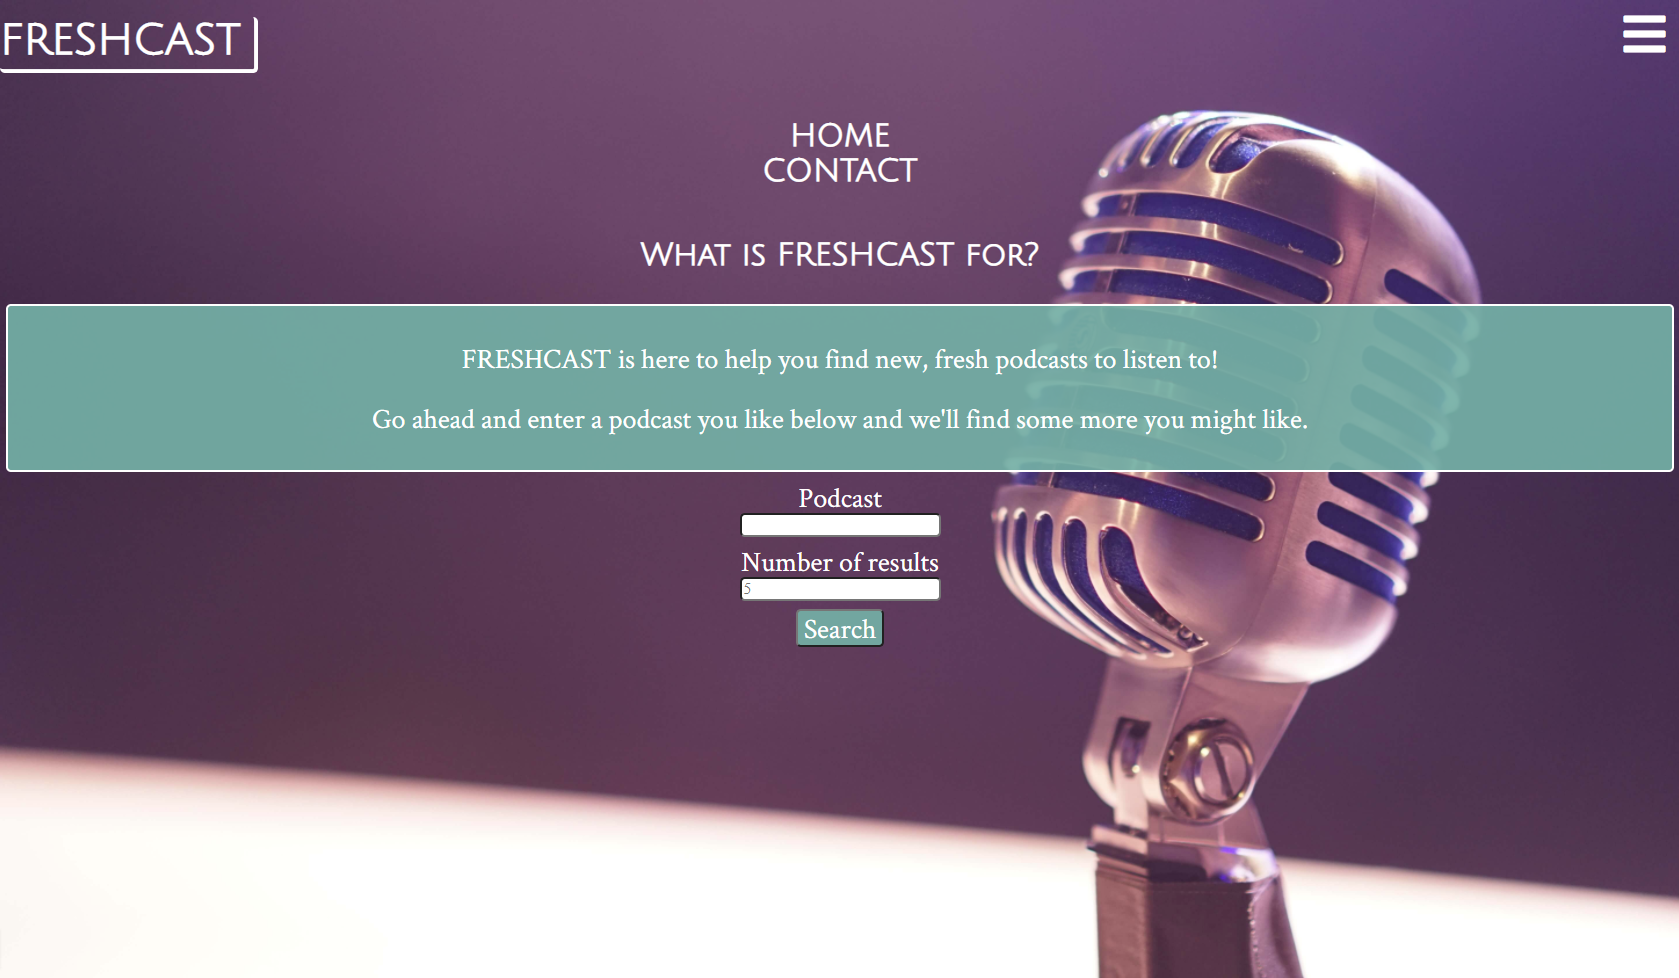 FRESHCAST
HOME
CONTACT
What is FRESHCAST for?
FRESHCAST is here to help you find new, fresh podcasts to listen to!
Go ahead and enter a podcast you like below and we'll find some more you might like.
Podcast
Number of results
5
Search